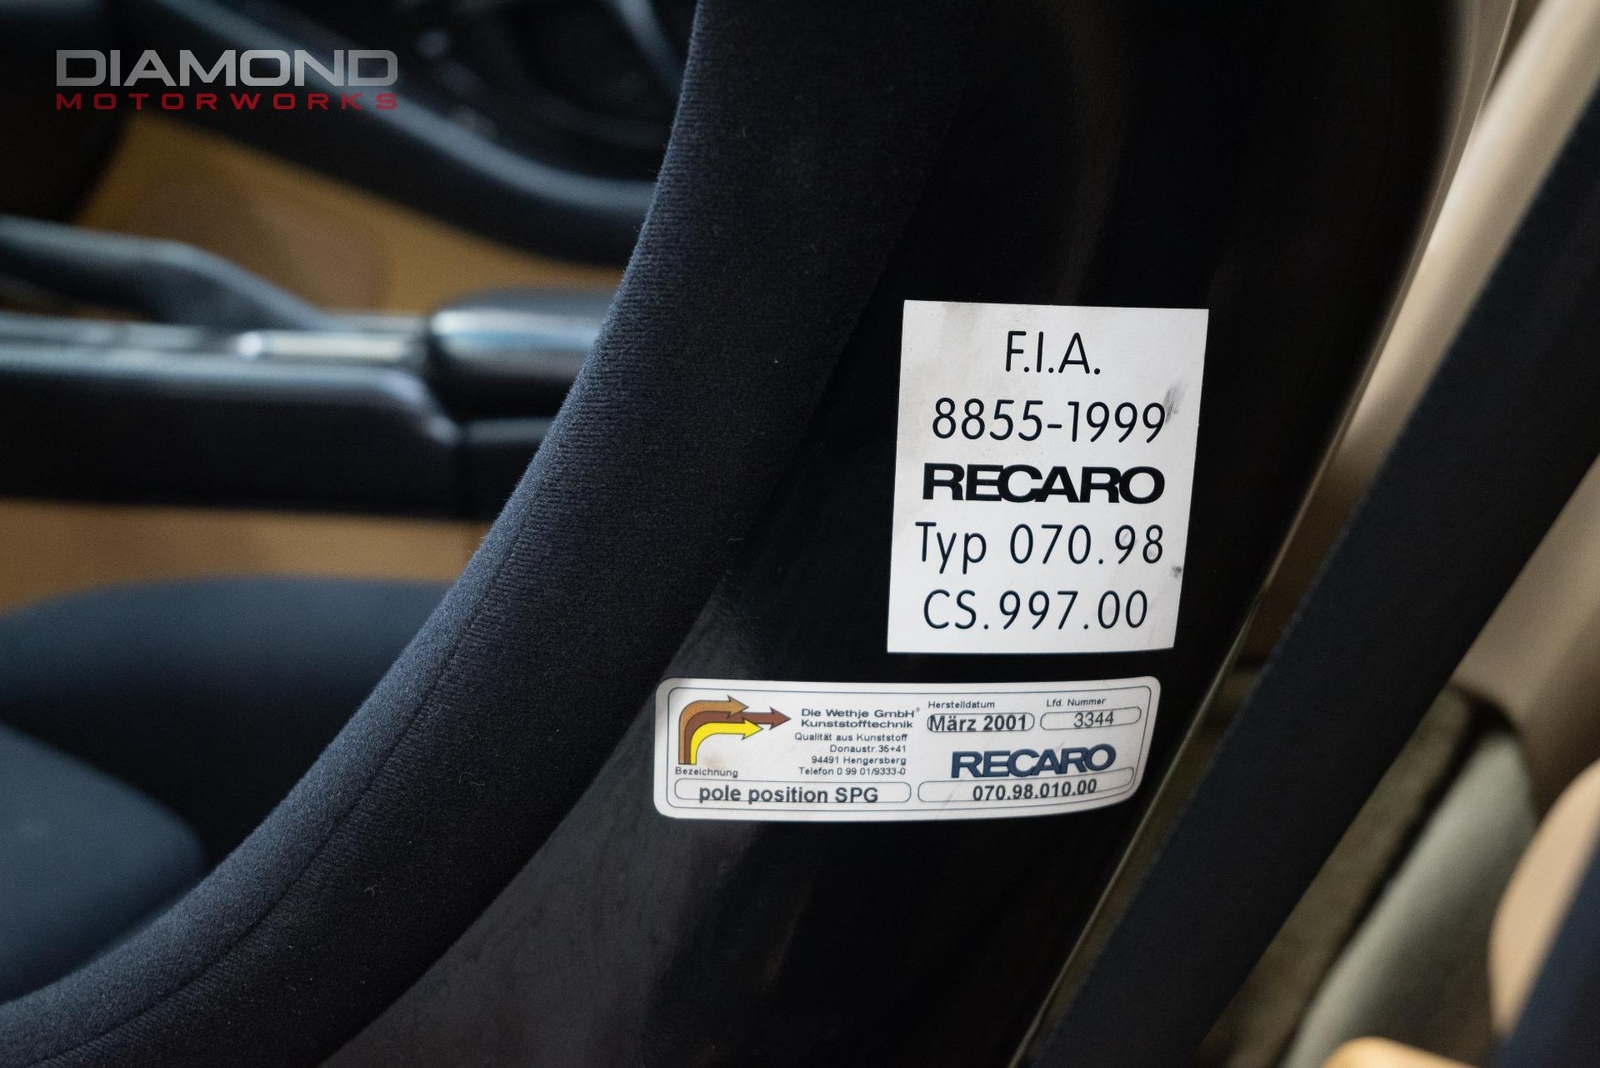 DIAMOND
MOTORWORKS
F.I.A.
8855-1999
RECARO
Typ 070.98
CS.997.00
Die Wethje GmbH®
Kunststofftechnik
Qualität aus Kunststoff
Donaustr.35+41
94491 Hengersberg
Telefon 0 99 01/9333-0
Herstelldatum
März 2001
Lfd. Nummer
3344
RECARO
Bezeichnung
pole position SPG
070.98.010.00